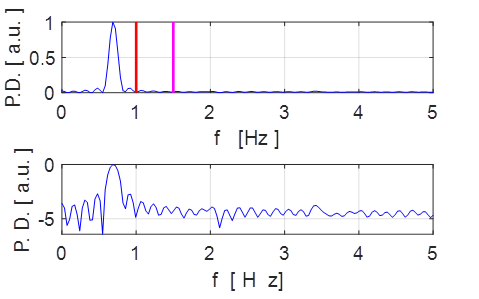 P.D. [ a.u. ]
1
0.5
0
0 1 2 3 4 5
f [Hz ]
P. D. [ a.u. ]
0
-5
0 1 2 3 4 5
f [ H z]